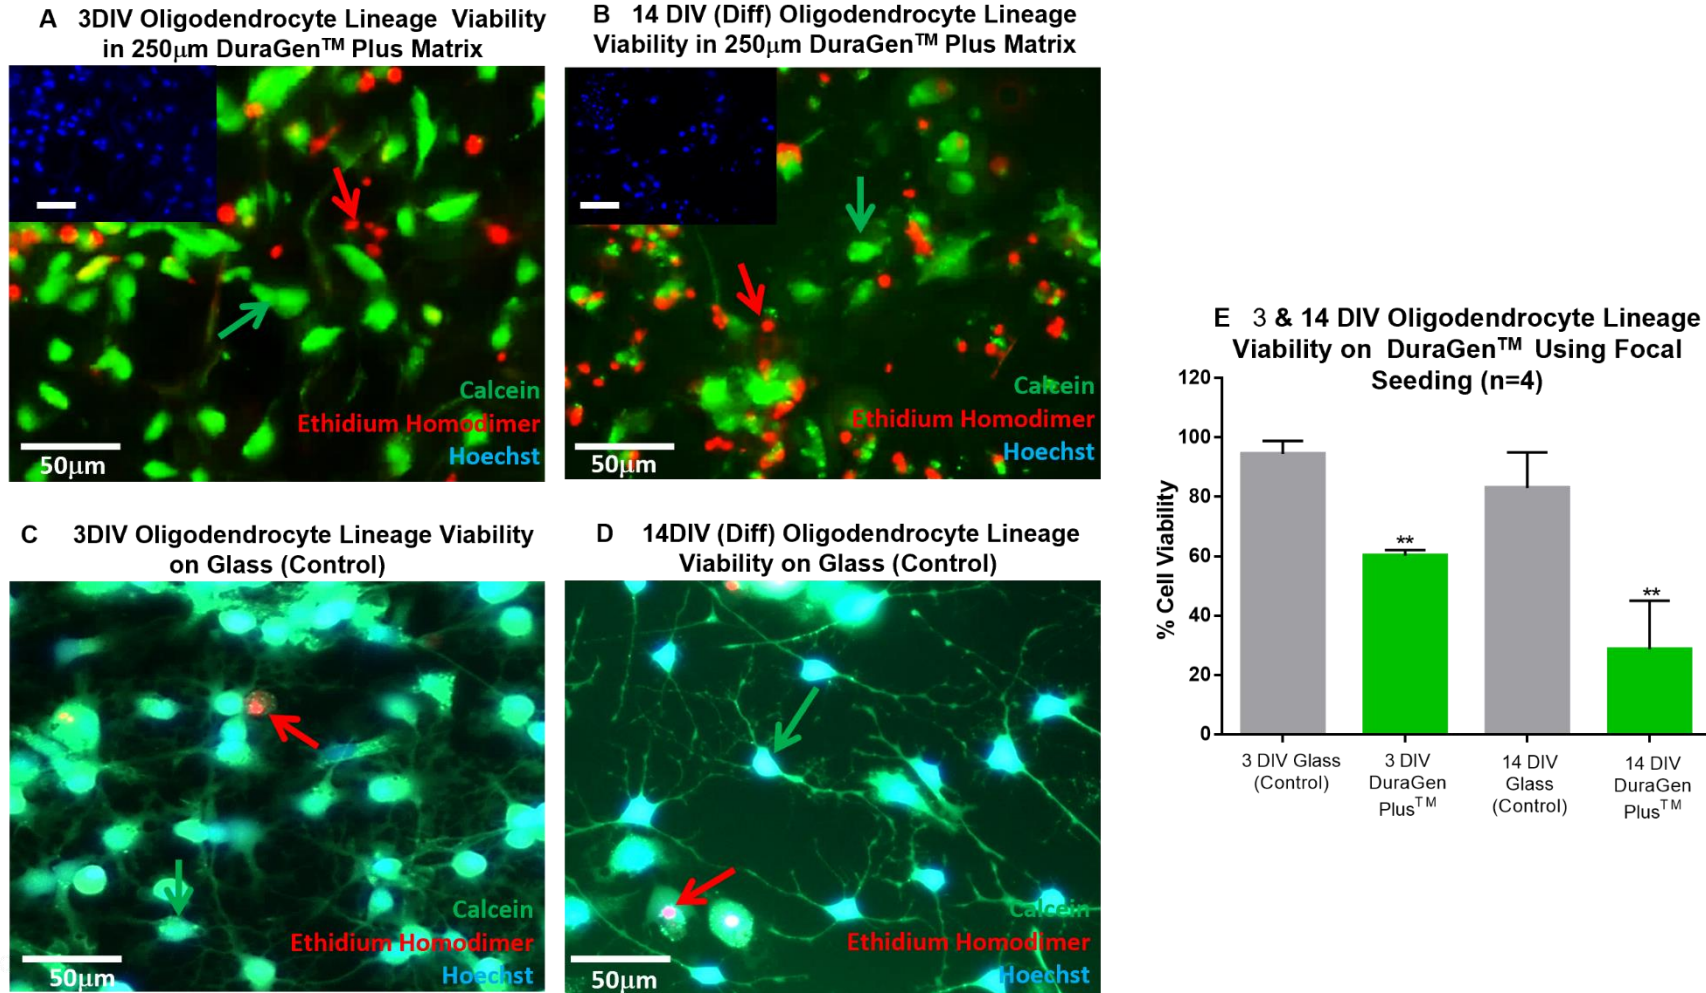 A 3DIV Oligodendrocyte Lineage Viability
in 250μm DuraGen™ Plus Matrix
Calcein
Ethidium Homodimer
Hoechst
50μm
B 14 DIV (Diff) Oligodendrocyte Lineage
Viability in 250μm DuraGen™ Plus Matrix
Calcein
Ethidium Homodimer
Hoechst
50μm
C 3DIV Oligodendrocyte Lineage Viability
on Glass (Control)
Calcein
Ethidium Homodimer
Hoechst
50μm
D 14DIV (Diff) Oligodendrocyte Lineage
Viability on Glass (Control)
Calcein
Ethidium Homodimer
Hoechst
50μm
E 3 & 14 DIV Oligodendrocyte Lineage
Viability on DuraGen™ Using Focal
Seeding (n=4)
% Cell Viability
120
100
80
60
40
20
0
**
**
3 DIV Glass
(Control)
3 DIV
DuraGen
Plus™
14 DIV
Glass
(Control)
14 DIV
DuraGen
Plus™